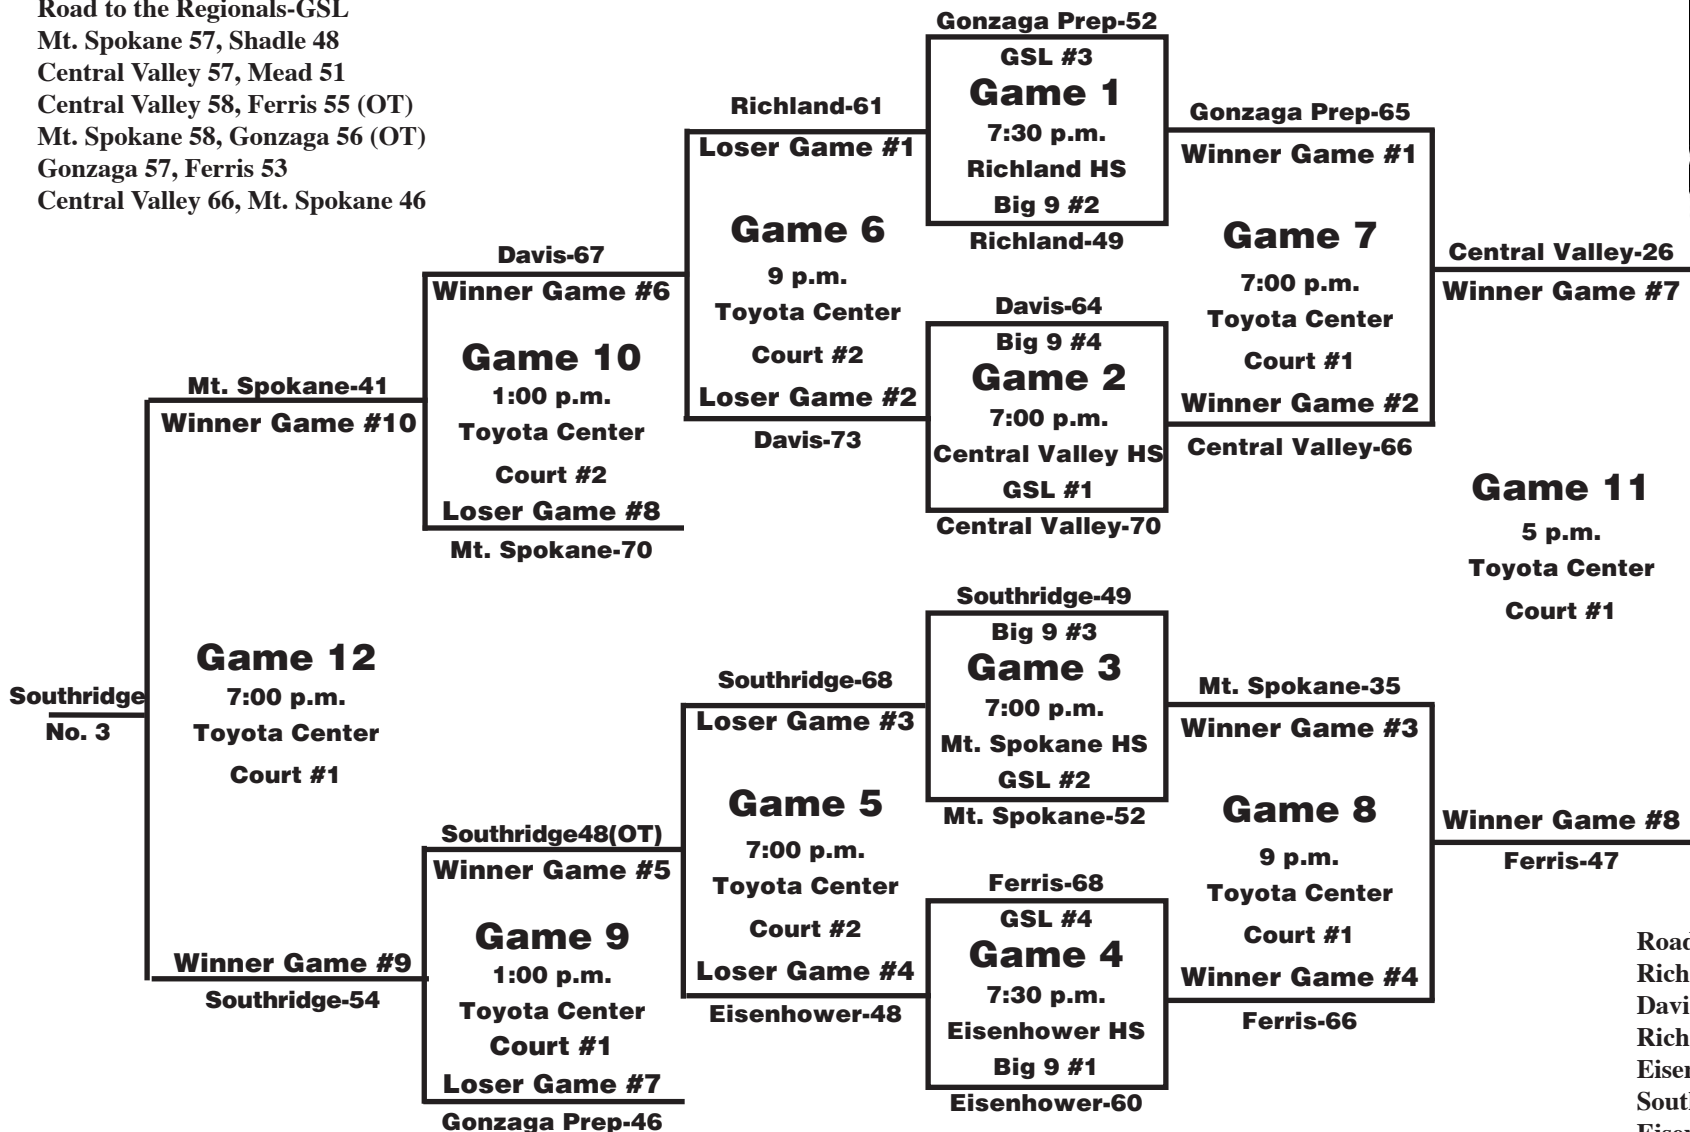 Road to the Regionals-GSL
Mt. Spokane 57, Shadle 48
Central Valley 57, Mead 51
Central Valley 58, Ferris 55 (OT)
Mt. Spokane 58, Gonzaga 56 (OT)
Gonzaga 57, Ferris 53
Central Valley 66, Mt. Spokane 46
Southridge
No. 3
Mt. Spokane-41
Winner Game #10
Game 12
7:00 p.m.
Toyota Center
Court #1
Winner Game #9
Southridge-54
Davis-67
Winner Game #6
Game 10
1:00 p.m.
Toyota Center
Court #2
Loser Game #8
Mt. Spokane-70
Southridge48(OT)
Winner Game #5
Game 9
1:00 p.m.
Toyota Center
Court #1
Loser Game #7
Gonzaga Prep-46
Richland-61
Loser Game #1
Game 6
9 p.m.
Toyota Center
Court #2
Loser Game #2
Davis-73
Southridge-68
Loser Game #3
Game 5
7:00 p.m.
Toyota Center
Court #2
Loser Game #4
Eisenhower-48
Gonzaga Prep-52
GSL #3
Game 1
7:30 p.m.
Richland HS
Big 9 #2
Richland-49
Davis-64
Big 9 #4
Game 2
7:00 p.m.
Central Valley HS
GSL #1
Central Valley-70
Southridge-49
Big 9 #3
Game 3
7:00 p.m.
Mt. Spokane HS
GSL #2
Mt. Spokane-52
Ferris-68
GSL #4
Game 4
7:30 p.m.
Eisenhower HS
Big 9 #1
Eisenhower-60
Gonzaga Prep-65
Winner Game #1
Game 7
7:00 p.m.
Toyota Center
Court #1
Winner Game #2
Central Valley-66
Mt. Spokane-35
Winner Game #3
Game 8
9 p.m.
Toyota Center
Court #1
Winner Game #4
Ferris-66
Central Valley-26
Winner Game #7
Game 11
5 p.m.
Toyota Center
Court #1
Winner Game #8
Ferris-47